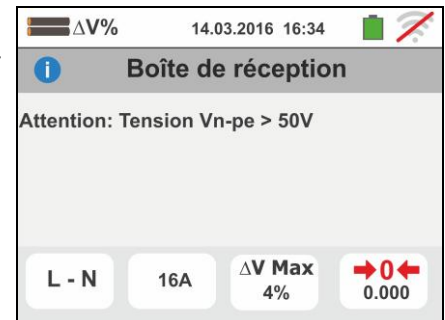 ΔV% 14.03.2016 16:34
i Boîte de réception
Attention: Tension Vn-pe > 50V
L - N 16A ΔV Max 4% 0 0.000